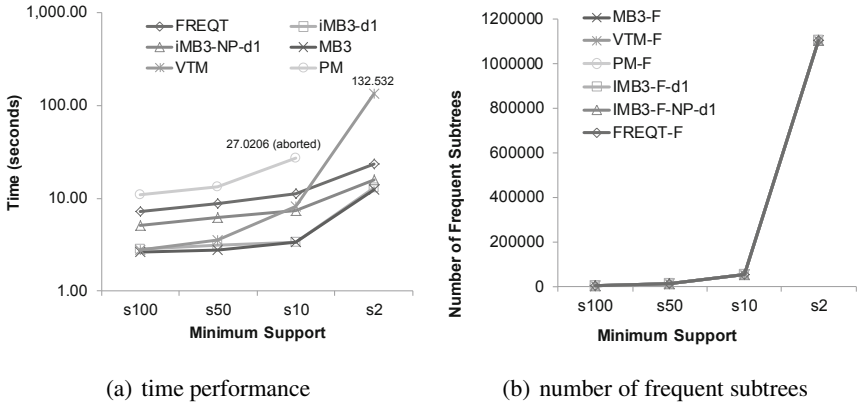 1,000.00
100.00
10.00
1.00
Time (seconds)
FREQT
iMB3-d1
iMB3-NP-d1
MB3
VTM
PM
132.532
27.0206 (aborted)
s100
s50
s10
s2
Minimum Support
(a) time performance
1200000
1000000
800000
600000
400000
200000
0
Number of Frequent Subtrees
MB3-F
VTM-F
PM-F
IMB3-F-d1
IMB3-F-NP-d1
FREQT-F
s100
s50
s10
s2
Minimum Support
(b) number of frequent subtrees